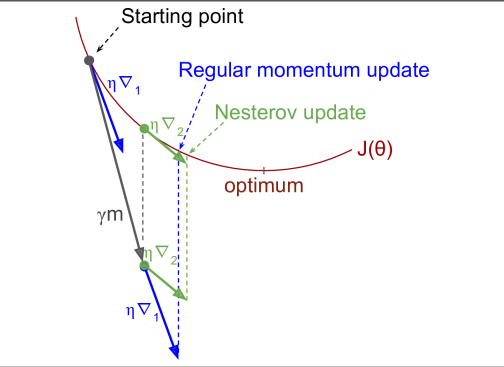 Starting point
Regular momentum update
η∇₁
Nesterov update
η∇₂
J(θ)
optimum
γm
η∇₂
η∇₁